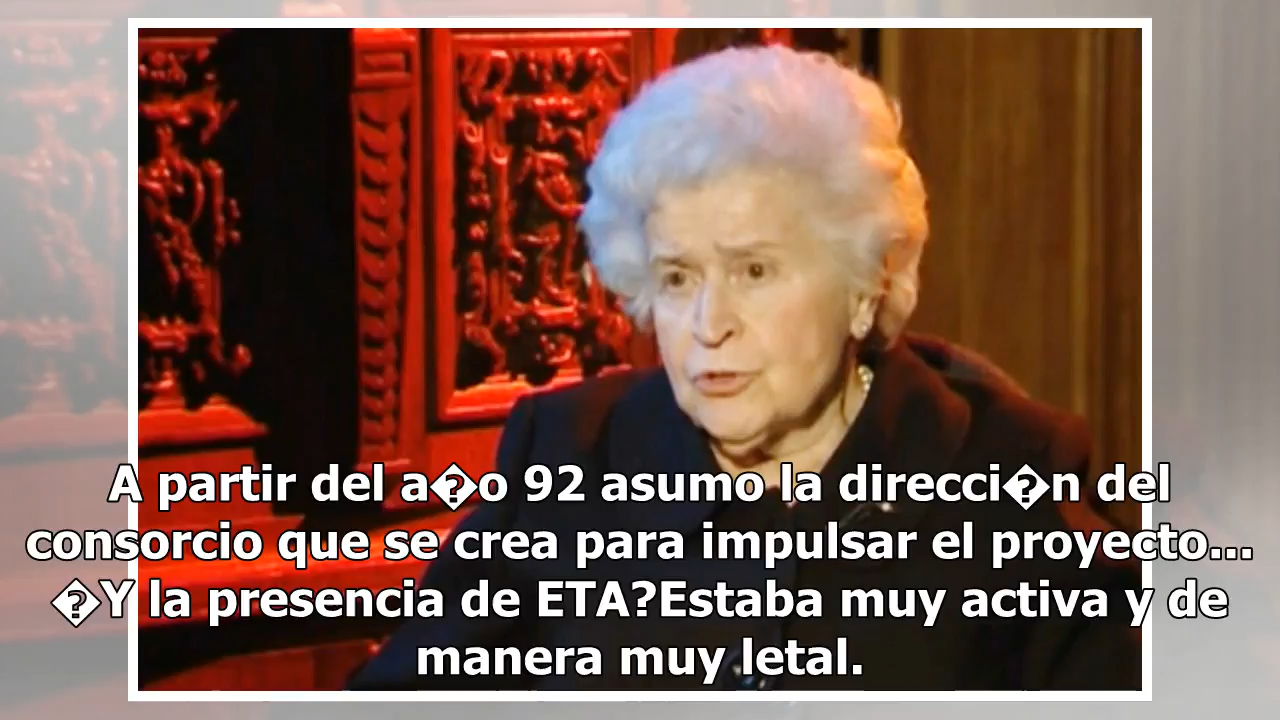 A partir del a�o 92 asumo la direcci�n del
consorcio que se crea para impulsar el proyecto...
�Y la presencia de ETA?Estaba muy activa y de
manera muy letal.